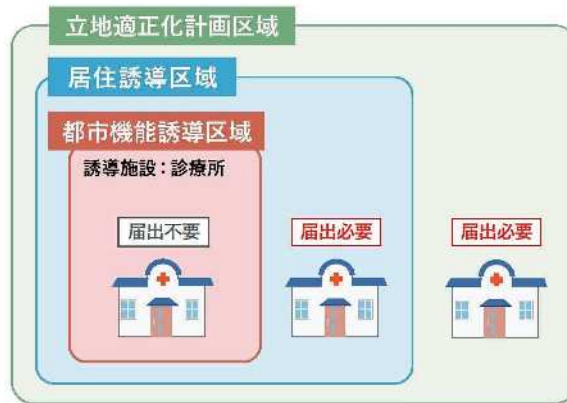 立地適正化計画区域
居住誘導区域
都市機能誘導区域
誘導施設：診療所
届出不要
届出必要
届出必要